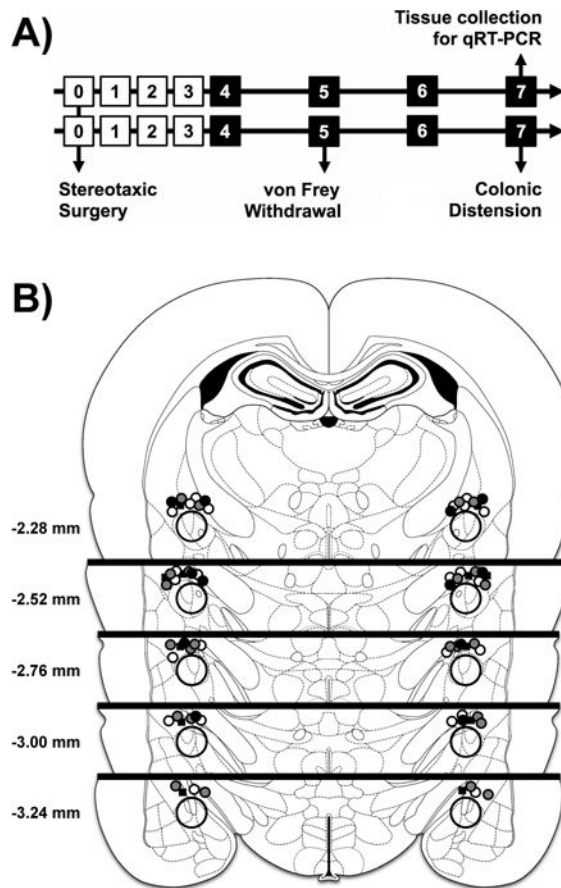 A)
Tissue collection
for qRT-PCR
0 1 2 3 4 5 6 7
0 1 2 3 4 5 6 7
Stereotaxic
Surgery
von Frey
Withdrawal
Colonic
Distension
B)
-2.28 mm
-2.52 mm
-2.76 mm
-3.00 mm
-3.24 mm